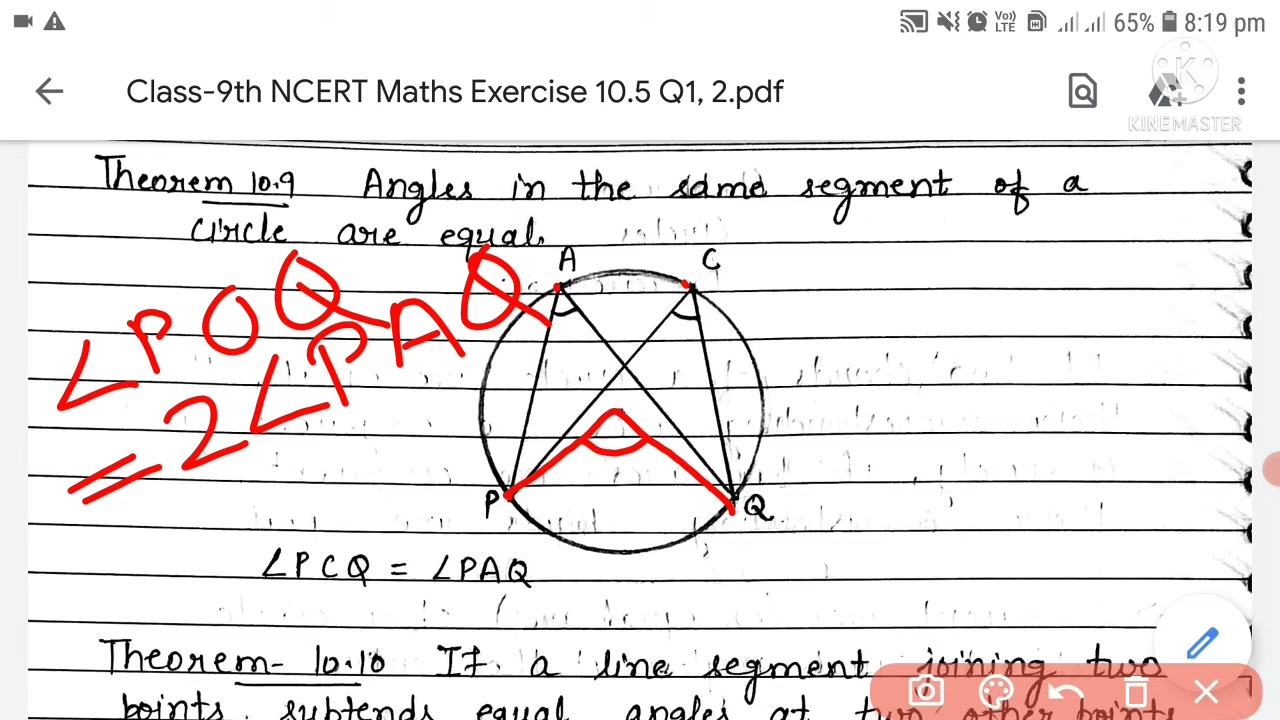 Vo))
LTE
65% 8:19 pm
Class-9th NCERT Maths Exercise 10.5 Q1, 2.pdf
K
KINEMASTER
Theorem 10.9 Angles in the same segment of a
circle are equal.
A C
∠POQ
=2∠PAQ
P Q
∠PCQ = ∠PAQ
Theorem- 10.10 If a line segment joining two
points subtends equal angles at two other points